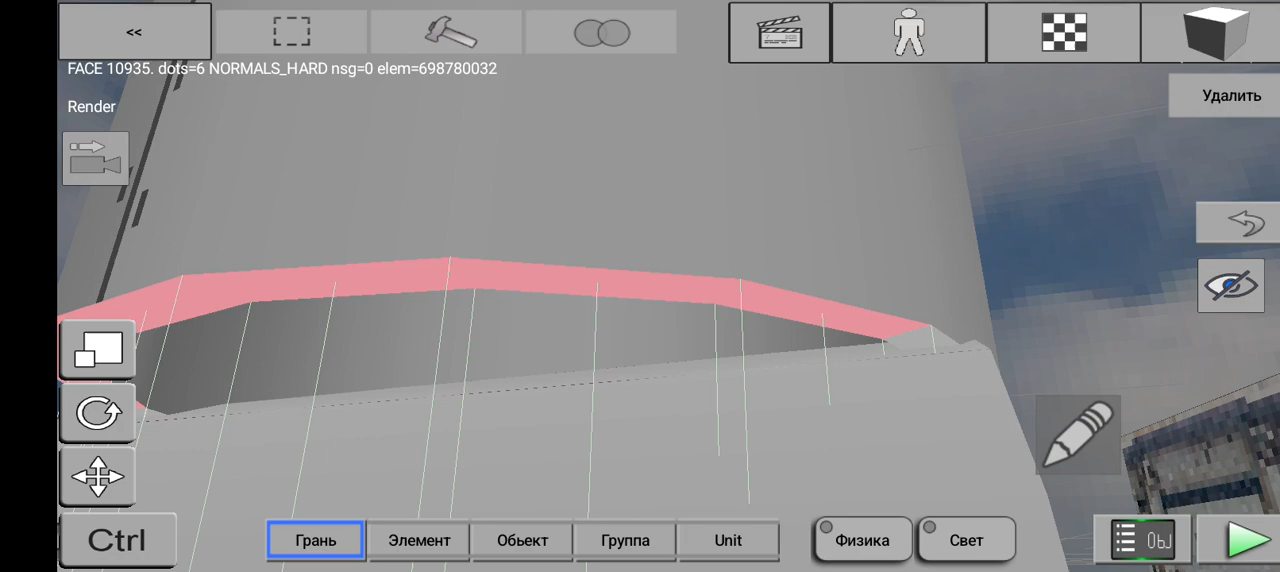 <<
FACE 10935. dots=6 NORMALS_HARD nsg=0 elem=698780032
Render
Удалить
Ctrl
Грань
Элемент
Обьект
Группа
Unit
Физика
Свет
Obj